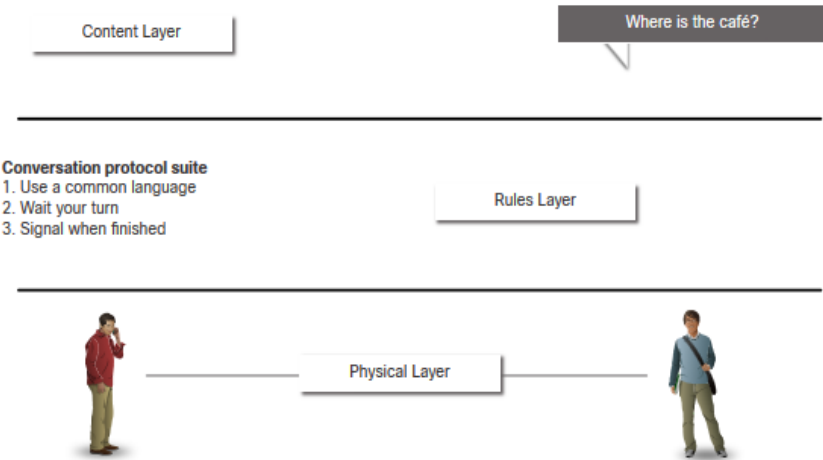 Content Layer
Where is the café?
Conversation protocol suite
1. Use a common language
2. Wait your turn
3. Signal when finished
Rules Layer
Physical Layer